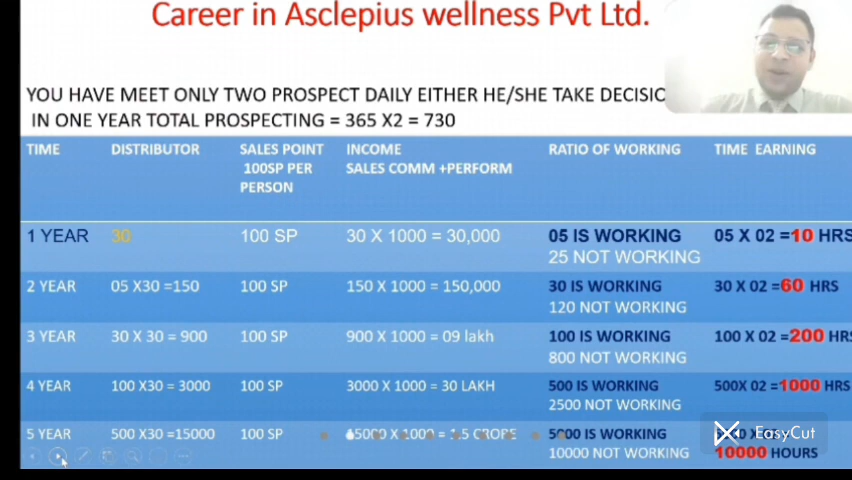 Career in Asclepius wellness Pvt Ltd.
YOU HAVE MEET ONLY TWO PROSPECT DAILY EITHER HE/SHE TAKE
IN ONE YEAR TOTAL PROSPECTING = 365 X2 = 730
TIME DISTRIBUTOR SALES POINT INCOME RATIO OF WORKING TIME EARNING
100SP PER SALES COMM +PERFORM
PERSON
1 YEAR 30 100 SP 30 X 1000 = 30,000 05 IS WORKING 05 X 02 =10 HRS
25 NOT WORKING
2 YEAR 05 X30 =150 100 SP 150 X 1000 = 150,000 30 IS WORKING 30 X 02 =60 HRS
120 NOT WORKING
3 YEAR 30 X 30 = 900 100 SP 900 X 1000 = 09 lakh 100 IS WORKING 100 X 02 =200 HRS
800 NOT WORKING
4 YEAR 100 X30 = 3000 100 SP 3000 X 1000 = 30 LAKH 500 IS WORKING 500X 02 =1000 HRS
2500 NOT WORKING
5 YEAR 500 X30 =15000 100 SP 15000 X 1000 = 1.5 CRORE 5000 IS WORKING
EasyCut
10000 NOT WORKING 10000 HOURS